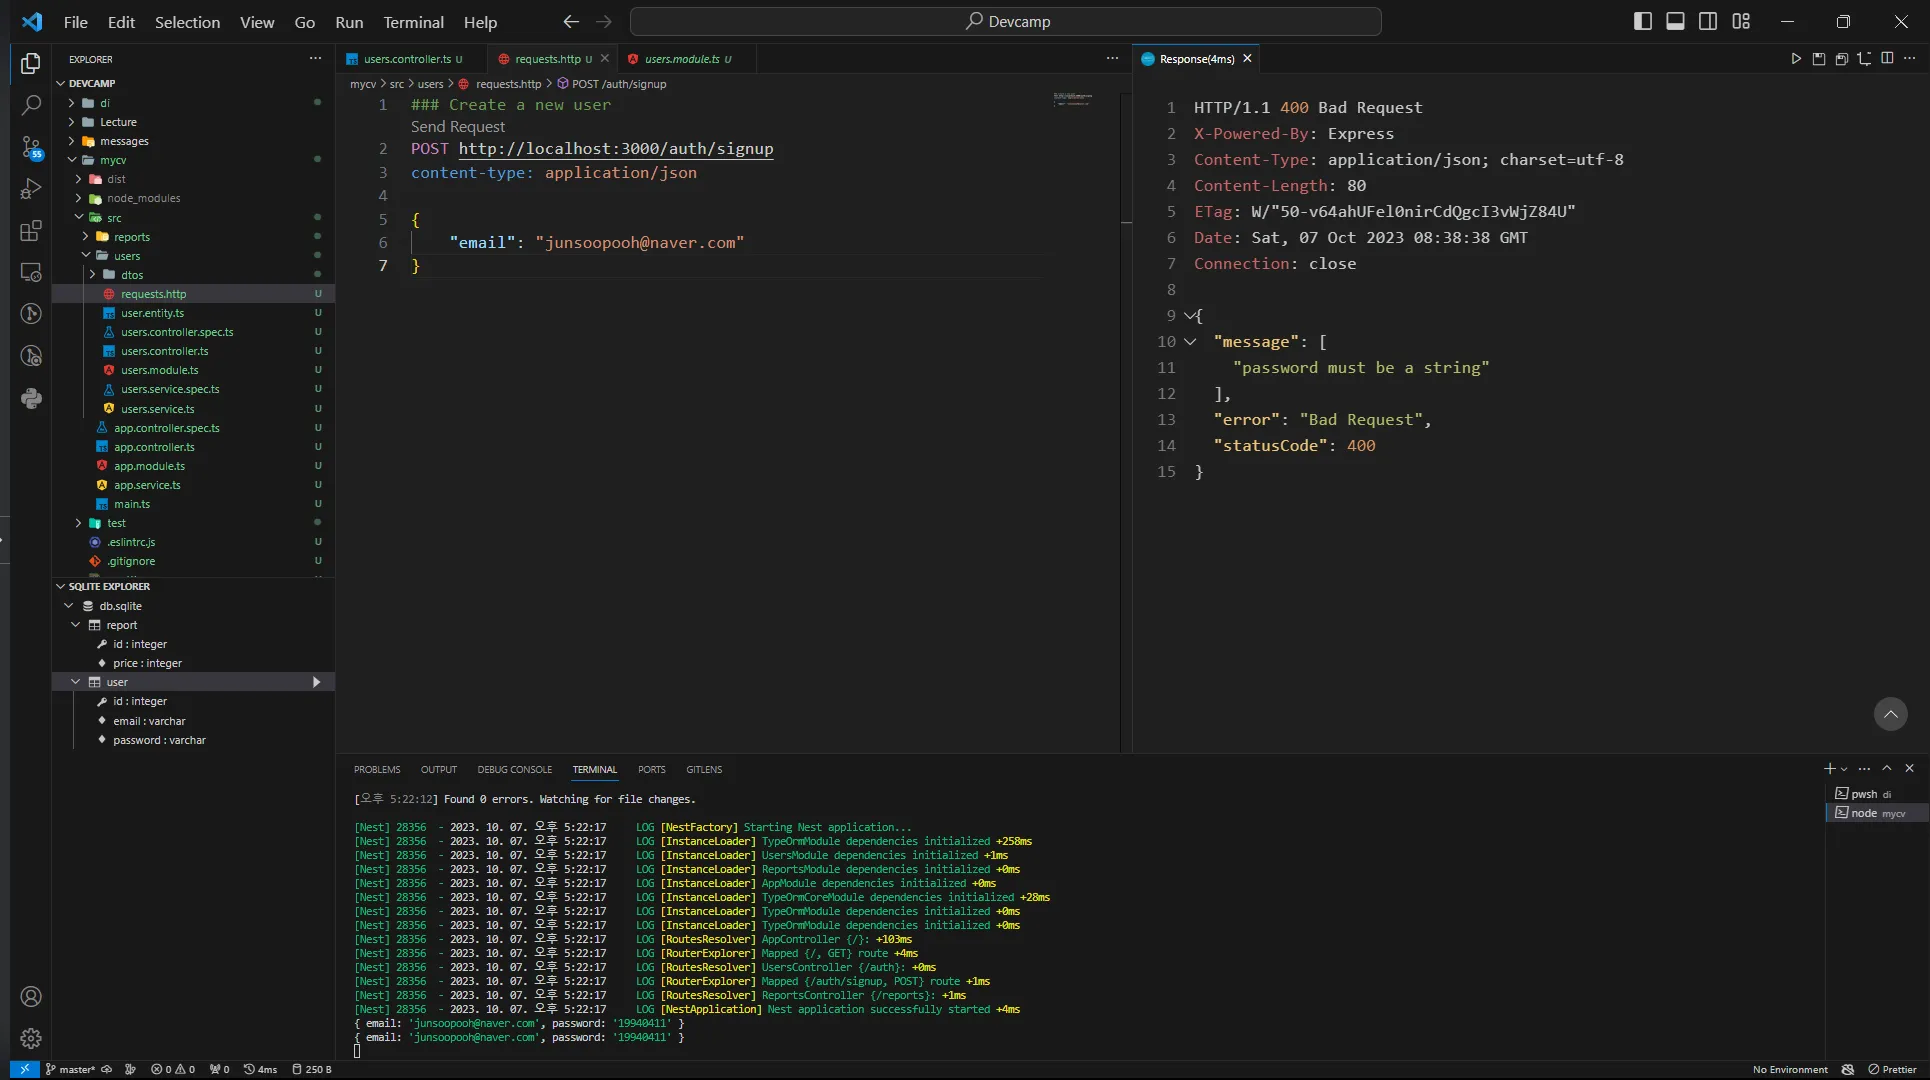 File Edit Selection View Go Run Terminal Help
Devcamp
EXPLORER
DEVCAMP
di
Lecture
messages
mycv
dist
node_modules
src
reports
users
dtos
requests.http U
user.entity.ts U
users.controller.spec.ts U
users.controller.ts U
users.module.ts U
users.service.spec.ts U
users.service.ts U
app.controller.spec.ts U
app.controller.ts U
app.module.ts U
app.service.ts U
main.ts U
test
.eslintrc.js U
.gitignore U
SQLITE EXPLORER
db.sqlite
report
id : integer
price : integer
user
id : integer
email : varchar
password : varchar
55
users.controller.ts U requests.http U users.module.ts U
mycv > src > users > requests.http > POST /auth/signup
1 ### Create a new user
Send Request
2 POST http://localhost:3000/auth/signup
3 content-type: application/json
4
5 {
6 "email": "junsoopooh@naver.com"
7 }
Response(4ms)
1 HTTP/1.1 400 Bad Request
2 X-Powered-By: Express
3 Content-Type: application/json; charset=utf-8
4 Content-Length: 80
5 ETag: W/"50-v64ahUFel0nirCdQgcI3vWjZ84U"
6 Date: Sat, 07 Oct 2023 08:38:38 GMT
7 Connection: close
8
9 {
10 "message": [
11 "password must be a string"
12 ],
13 "error": "Bad Request",
14 "statusCode": 400
15 }
PROBLEMS OUTPUT DEBUG CONSOLE TERMINAL PORTS GITLENS
[오후 5:22:12] Found 0 errors. Watching for file changes.
[Nest] 28356 - 2023. 10. 07. 오후 5:22:17 LOG [NestFactory] Starting Nest application...
[Nest] 28356 - 2023. 10. 07. 오후 5:22:17 LOG [InstanceLoader] TypeOrmModule dependencies initialized +258ms
[Nest] 28356 - 2023. 10. 07. 오후 5:22:17 LOG [InstanceLoader] UsersModule dependencies initialized +1ms
[Nest] 28356 - 2023. 10. 07. 오후 5:22:17 LOG [InstanceLoader] ReportsModule dependencies initialized +0ms
[Nest] 28356 - 2023. 10. 07. 오후 5:22:17 LOG [InstanceLoader] AppModule dependencies initialized +0ms
[Nest] 28356 - 2023. 10. 07. 오후 5:22:17 LOG [InstanceLoader] TypeOrmCoreModule dependencies initialized +28ms
[Nest] 28356 - 2023. 10. 07. 오후 5:22:17 LOG [InstanceLoader] TypeOrmModule dependencies initialized +0ms
[Nest] 28356 - 2023. 10. 07. 오후 5:22:17 LOG [InstanceLoader] TypeOrmModule dependencies initialized +0ms
[Nest] 28356 - 2023. 10. 07. 오후 5:22:17 LOG [RoutesResolver] AppController {/}: +103ms
[Nest] 28356 - 2023. 10. 07. 오후 5:22:17 LOG [RouterExplorer] Mapped {/, GET} route +4ms
[Nest] 28356 - 2023. 10. 07. 오후 5:22:17 LOG [RoutesResolver] UsersController {/auth}: +0ms
[Nest] 28356 - 2023. 10. 07. 오후 5:22:17 LOG [RouterExplorer] Mapped {/auth/signup, POST} route +1ms
[Nest] 28356 - 2023. 10. 07. 오후 5:22:17 LOG [RoutesResolver] ReportsController {/reports}: +1ms
[Nest] 28356 - 2023. 10. 07. 오후 5:22:17 LOG [NestApplication] Nest application successfully started +4ms
{ email: 'junsoopooh@naver.com', password: '19940411' }
{ email: 'junsoopooh@naver.com', password: '19940411' }
pwsh di
node mycv
master* 0 0 0 4ms 250 B No Environment Prettier